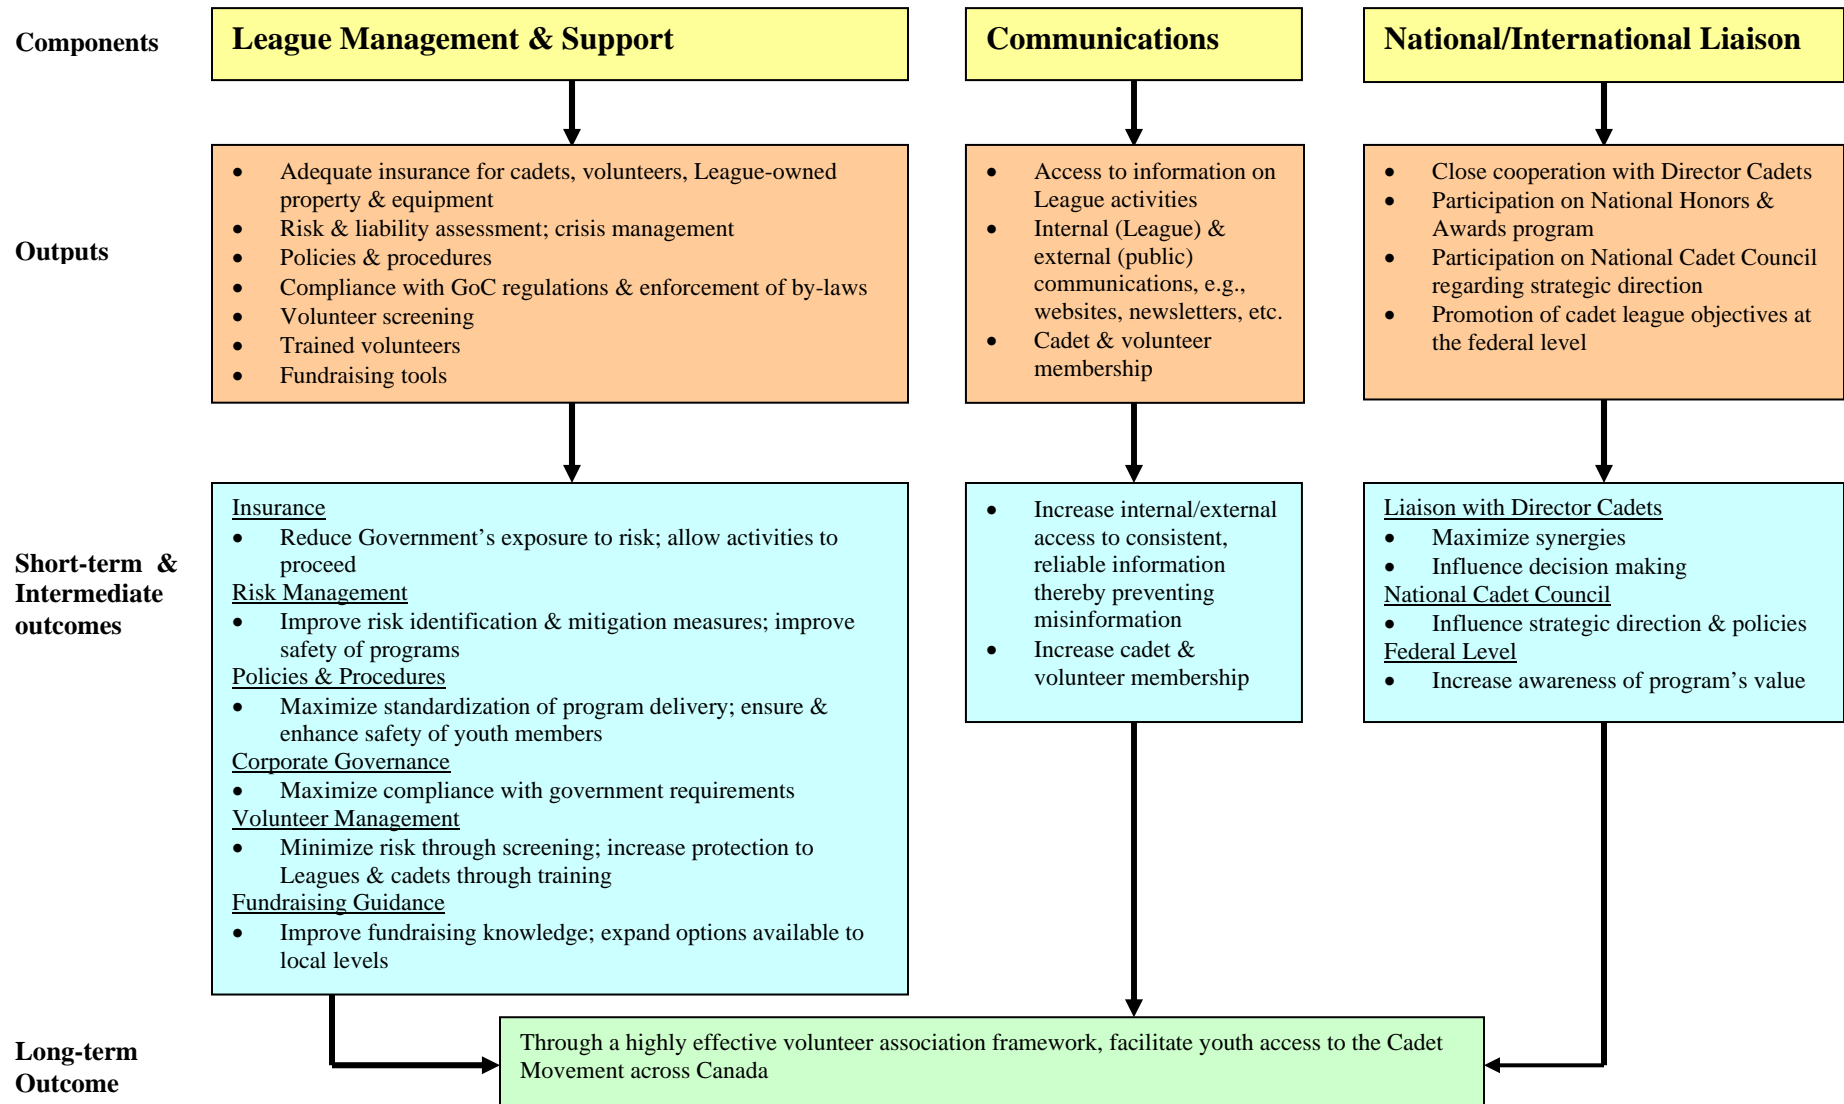 Components
League Management & Support
Communications
National/International Liaison
Outputs
• Adequate insurance for cadets, volunteers, League-owned
property & equipment
• Risk & liability assessment; crisis management
• Policies & procedures
• Compliance with GoC regulations & enforcement of by-laws
• Volunteer screening
• Trained volunteers
• Fundraising tools
• Access to information on
League activities
• Internal (League) &
external (public)
communications, e.g.,
websites, newsletters, etc.
• Cadet & volunteer
membership
• Close cooperation with Director Cadets
• Participation on National Honors &
Awards program
• Participation on National Cadet Council
regarding strategic direction
• Promotion of cadet league objectives at
the federal level
Short-term &
Intermediate
outcomes
Insurance
• Reduce Government’s exposure to risk; allow activities to
proceed
Risk Management
• Improve risk identification & mitigation measures; improve
safety of programs
Policies & Procedures
• Maximize standardization of program delivery; ensure &
enhance safety of youth members
Corporate Governance
• Maximize compliance with government requirements
Volunteer Management
• Minimize risk through screening; increase protection to
Leagues & cadets through training
Fundraising Guidance
• Improve fundraising knowledge; expand options available to
local levels
• Increase internal/external
access to consistent,
reliable information
thereby preventing
misinformation
• Increase cadet &
volunteer membership
Liaison with Director Cadets
• Maximize synergies
• Influence decision making
National Cadet Council
• Influence strategic direction & policies
Federal Level
• Increase awareness of program’s value
Long-term
Outcome
Through a highly effective volunteer association framework, facilitate youth access to the Cadet
Movement across Canada